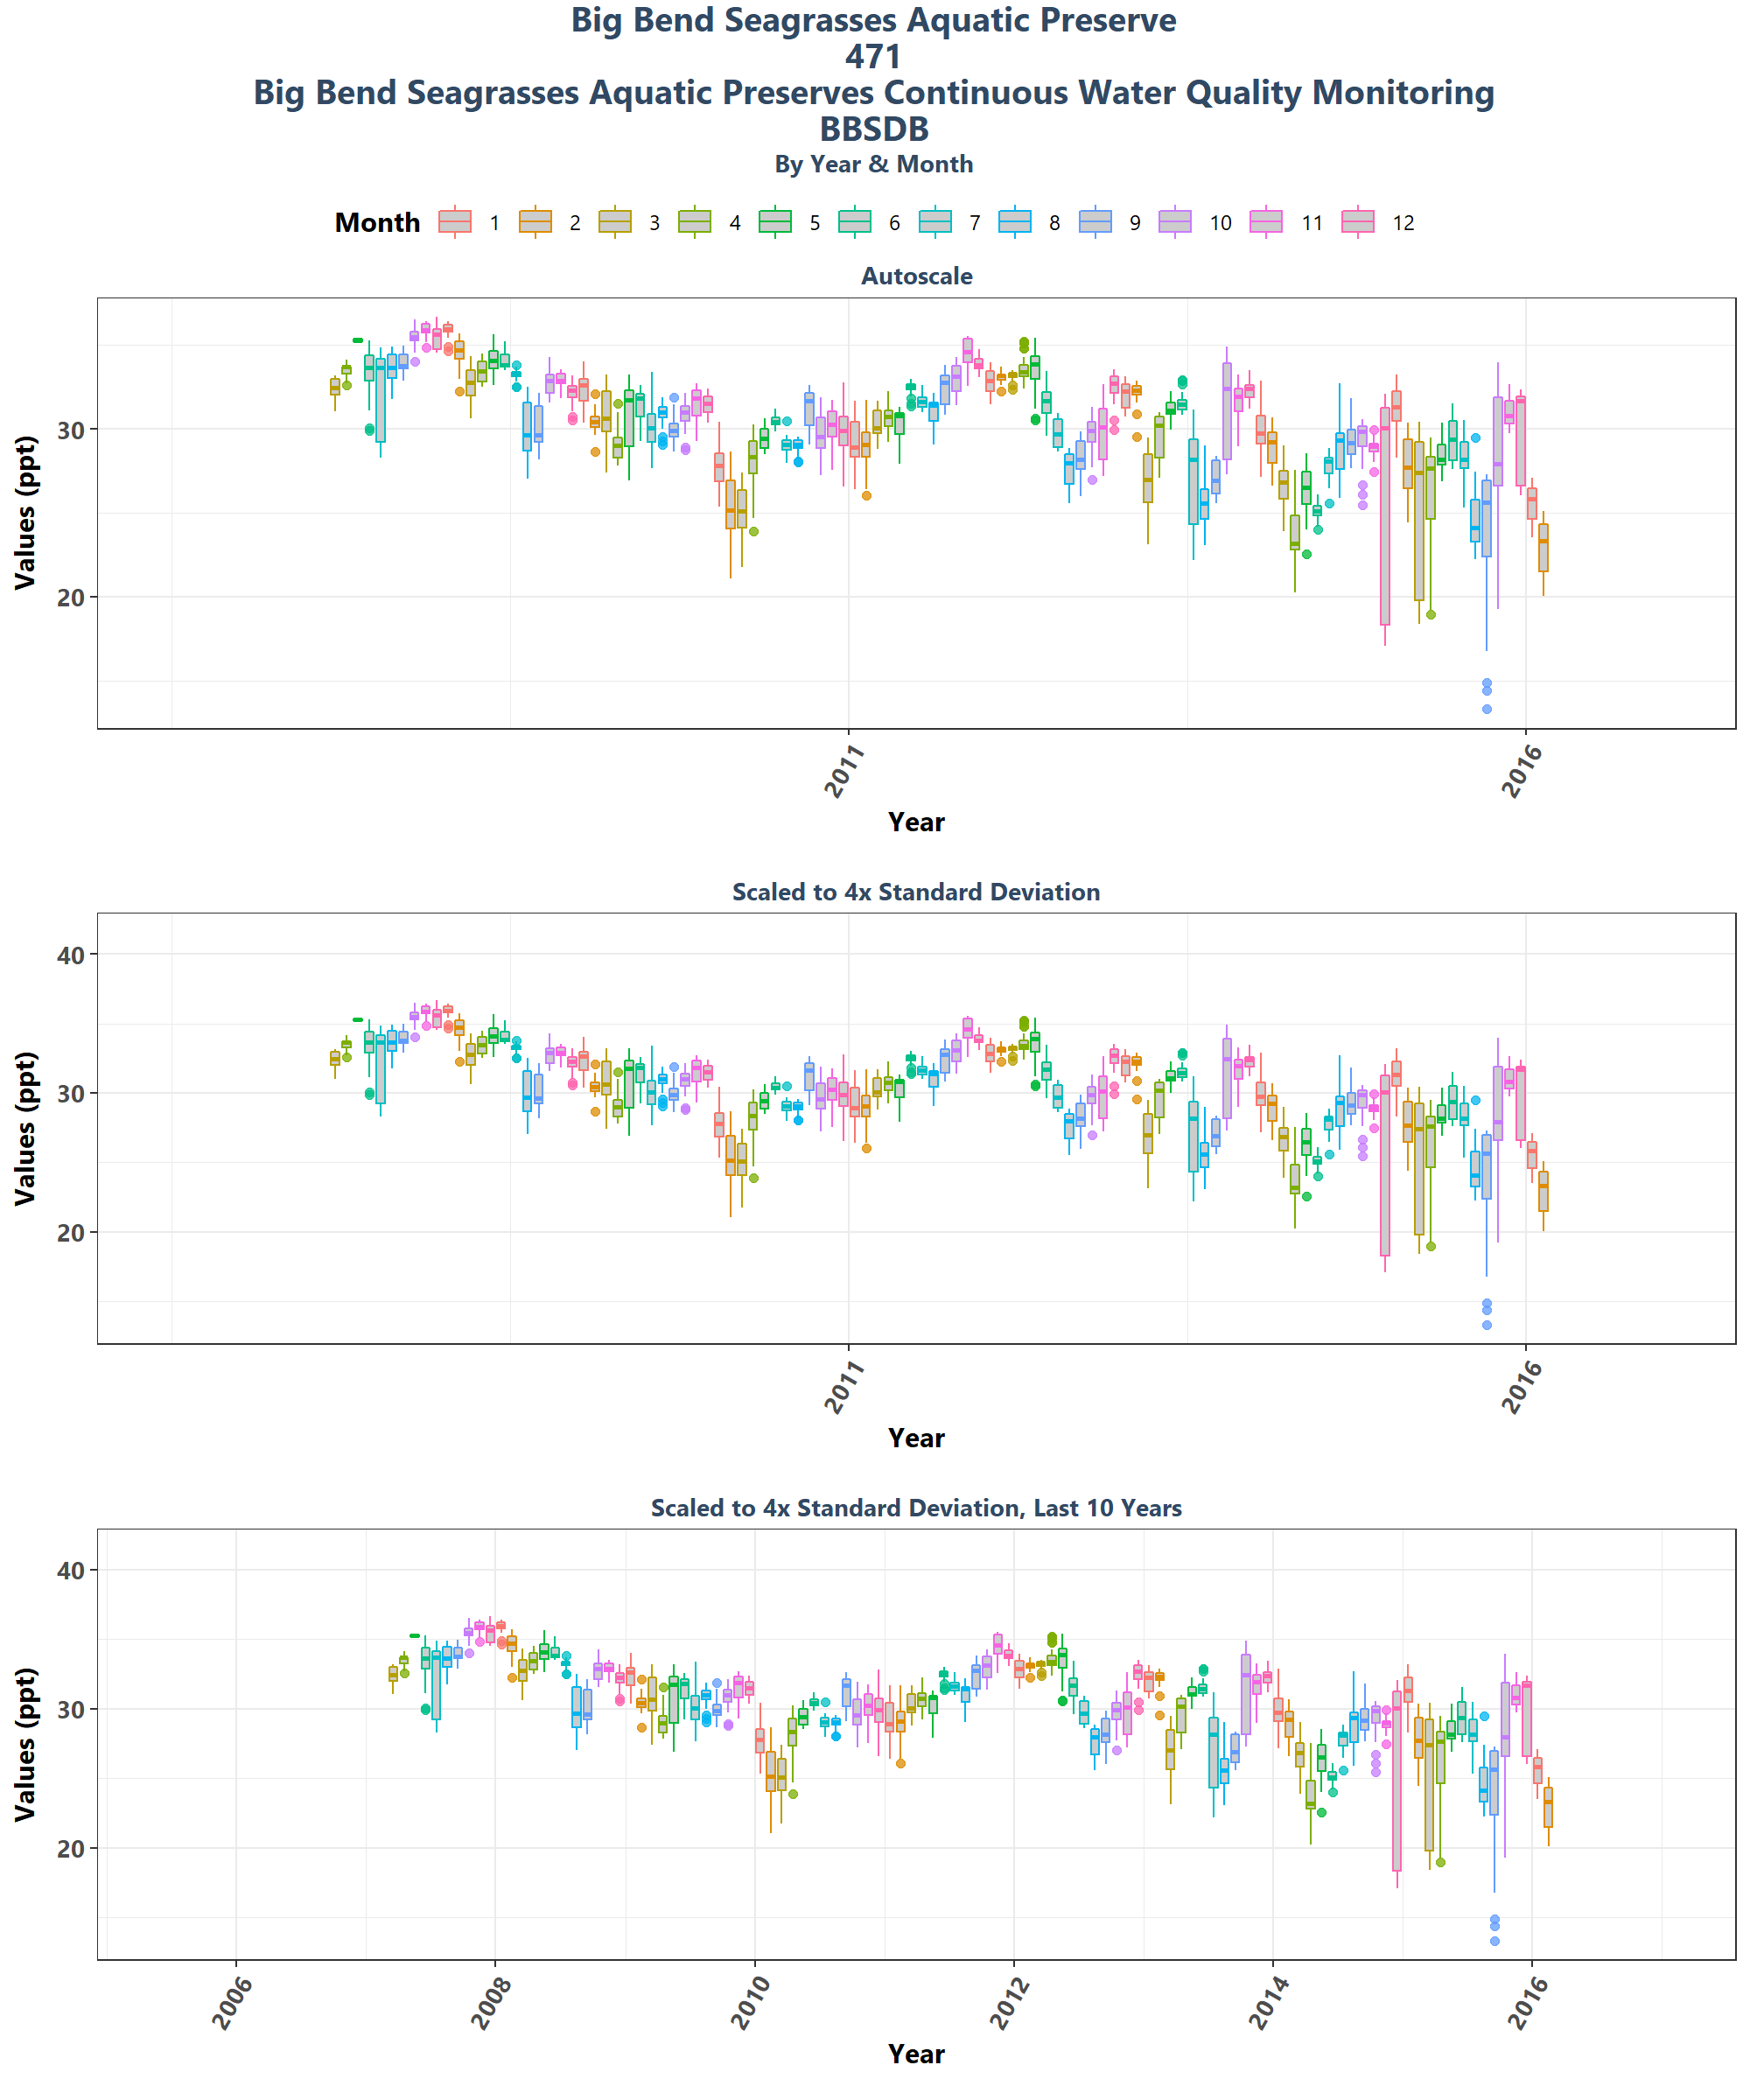 Big Bend Seagrasses Aquatic Preserve
471
Big Bend Seagrasses Aquatic Preserves Continuous Water Quality Monitoring
BBSDB
By Year & Month
Month 1 2 3 4 5 6 7 8 9 10 11 12
Autoscale
Values (ppt)
30
20
2011 2016
Year
Scaled to 4x Standard Deviation
Values (ppt)
40
30
20
2011 2016
Year
Scaled to 4x Standard Deviation, Last 10 Years
Values (ppt)
40
30
20
2006 2008 2010 2012 2014 2016
Year